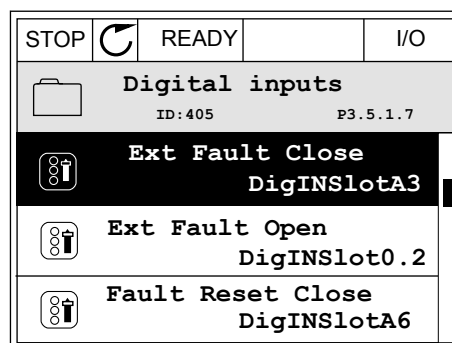 STOP READY I/O
Digital inputs
ID:405 P3.5.1.7
Ext Fault Close
DigINSlotA3
Ext Fault Open
DigINSlot0.2
Fault Reset Close
DigINSlotA6